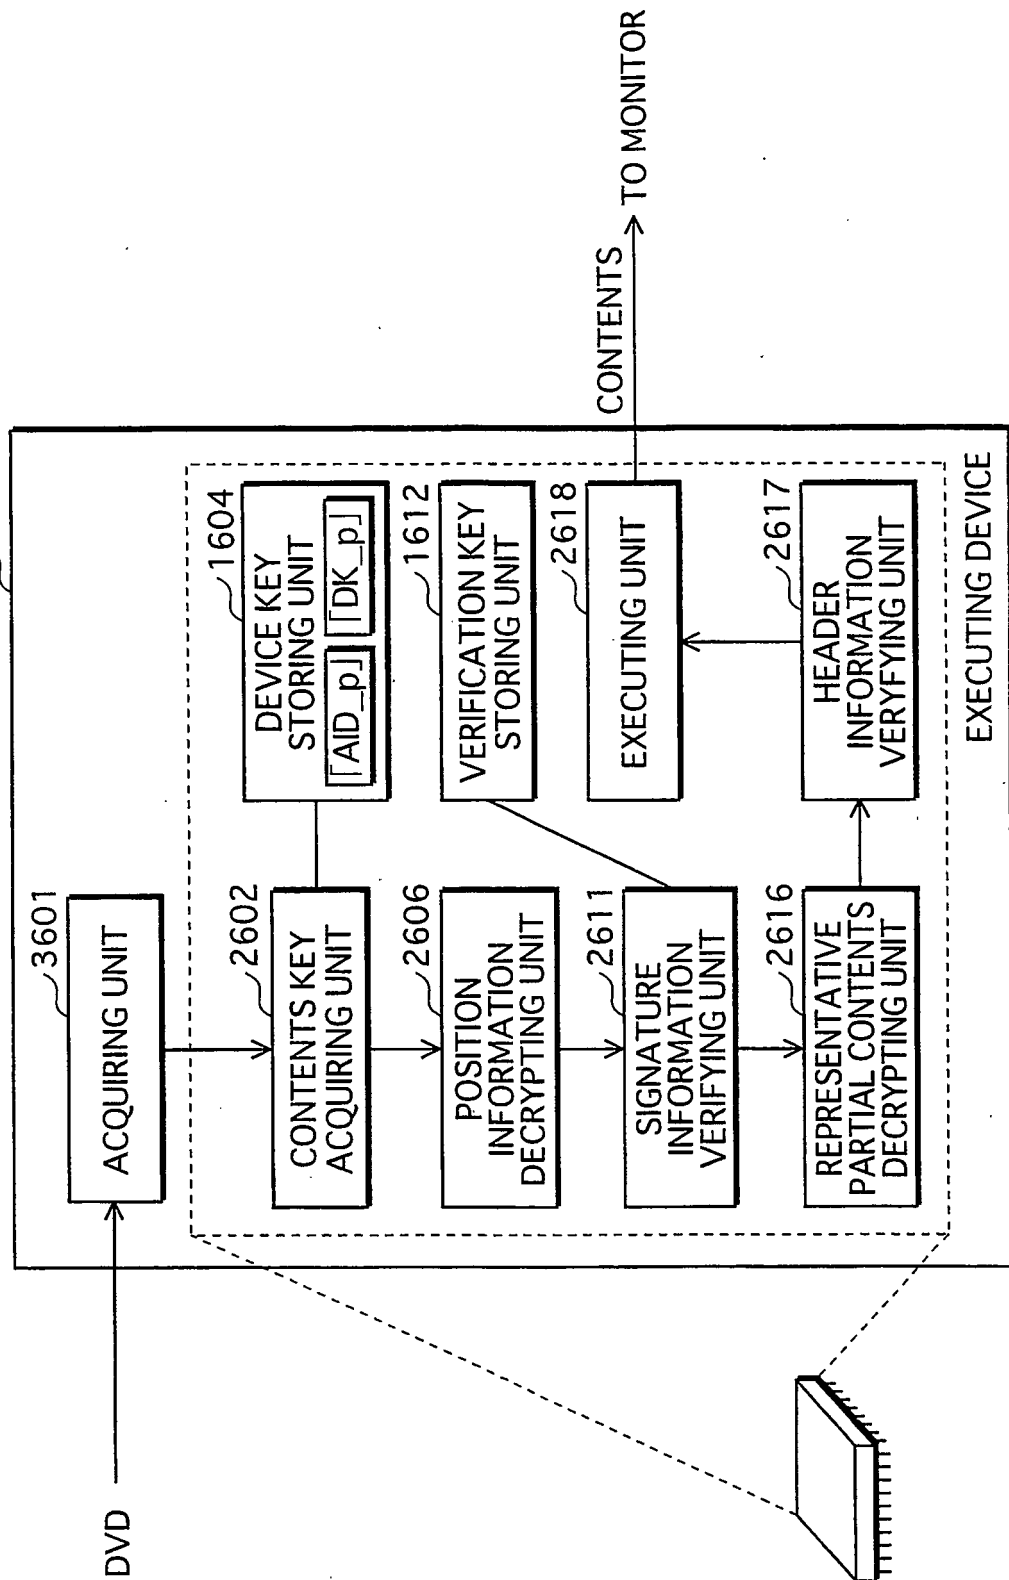 DVD
3601
ACQUIRING UNIT
2602
CONTENTS KEY
ACQUIRING UNIT
1604
DEVICE KEY
STORING UNIT
「AID_p」
「DK_p」
2606
POSITION
INFORMATION
DECRYPTING UNIT
1612
VERIFICATION KEY
STORING UNIT
2611
SIGNATURE
INFORMATION
VERIFYING UNIT
2618
EXECUTING UNIT
CONTENTS
TO MONITOR
2616
REPRESENTATIVE
PARTIAL CONTENTS
DECRYPTING UNIT
2617
HEADER
INFORMATION
VERYFYING UNIT
EXECUTING DEVICE